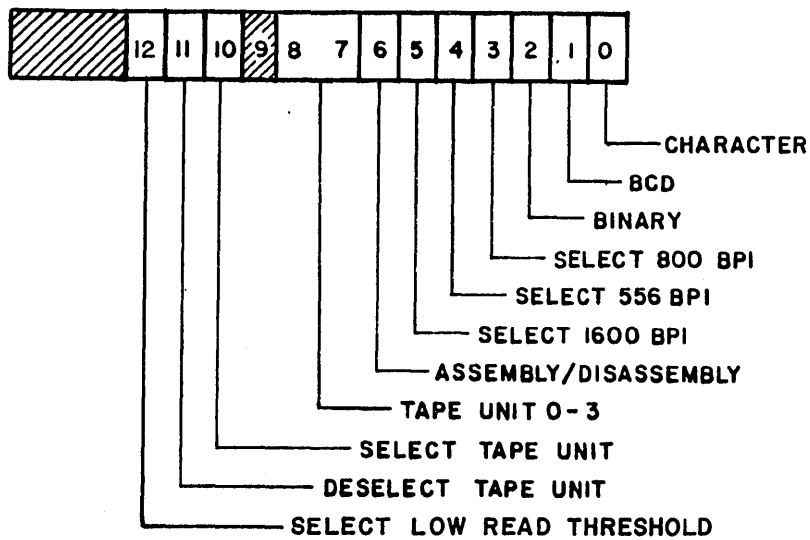 12 11 10 9 8 7 6 5 4 3 2 1 0
CHARACTER
BCD
BINARY
SELECT 800 BPI
SELECT 556 BPI
SELECT 1600 BPI
ASSEMBLY/DISASSEMBLY
TAPE UNIT 0-3
SELECT TAPE UNIT
DESELECT TAPE UNIT
SELECT LOW READ THRESHOLD